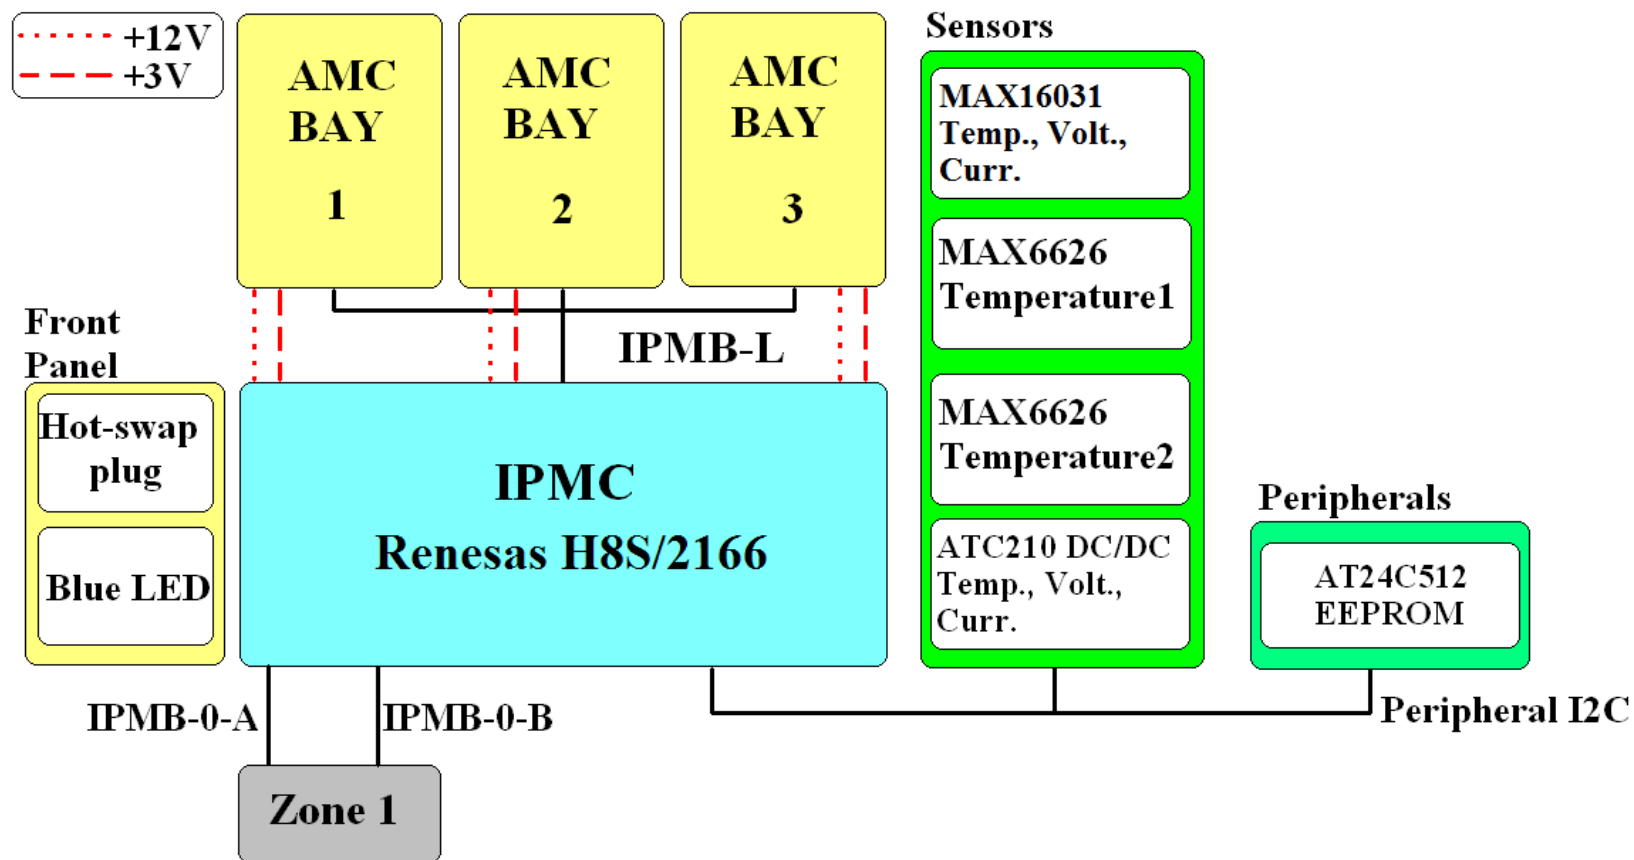 +12V
+3V
AMC
BAY
1
AMC
BAY
2
AMC
BAY
3
Sensors
MAX16031
Temp., Volt.,
Curr.
MAX6626
Temperature1
MAX6626
Temperature2
ATC210 DC/DC
Temp., Volt.,
Curr.
Front
Panel
Hot-swap
plug
Blue LED
IPMB-L
IPMC
Renesas H8S/2166
Peripherals
AT24C512
EEPROM
IPMB-0-A
IPMB-0-B
Peripheral I2C
Zone 1